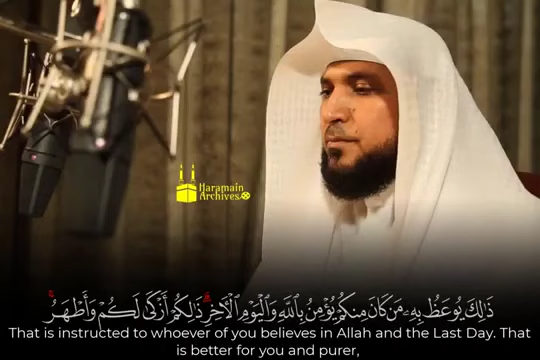 Haramain
Archives
ذَٰلِكَ يُوعَظُ بِهِۦ مَن كَانَ مِنكُمْ يُؤْمِنُ بِٱللَّهِ وَٱلْيَوْمِ ٱلْأَخِرِ ۗ ذَٰلِكُمْ أَزْكَىٰ لَكُمْ وَأَطْهَرُ ۗ
That is instructed to whoever of you believes in Allah and the Last Day. That
is better for you and purer,